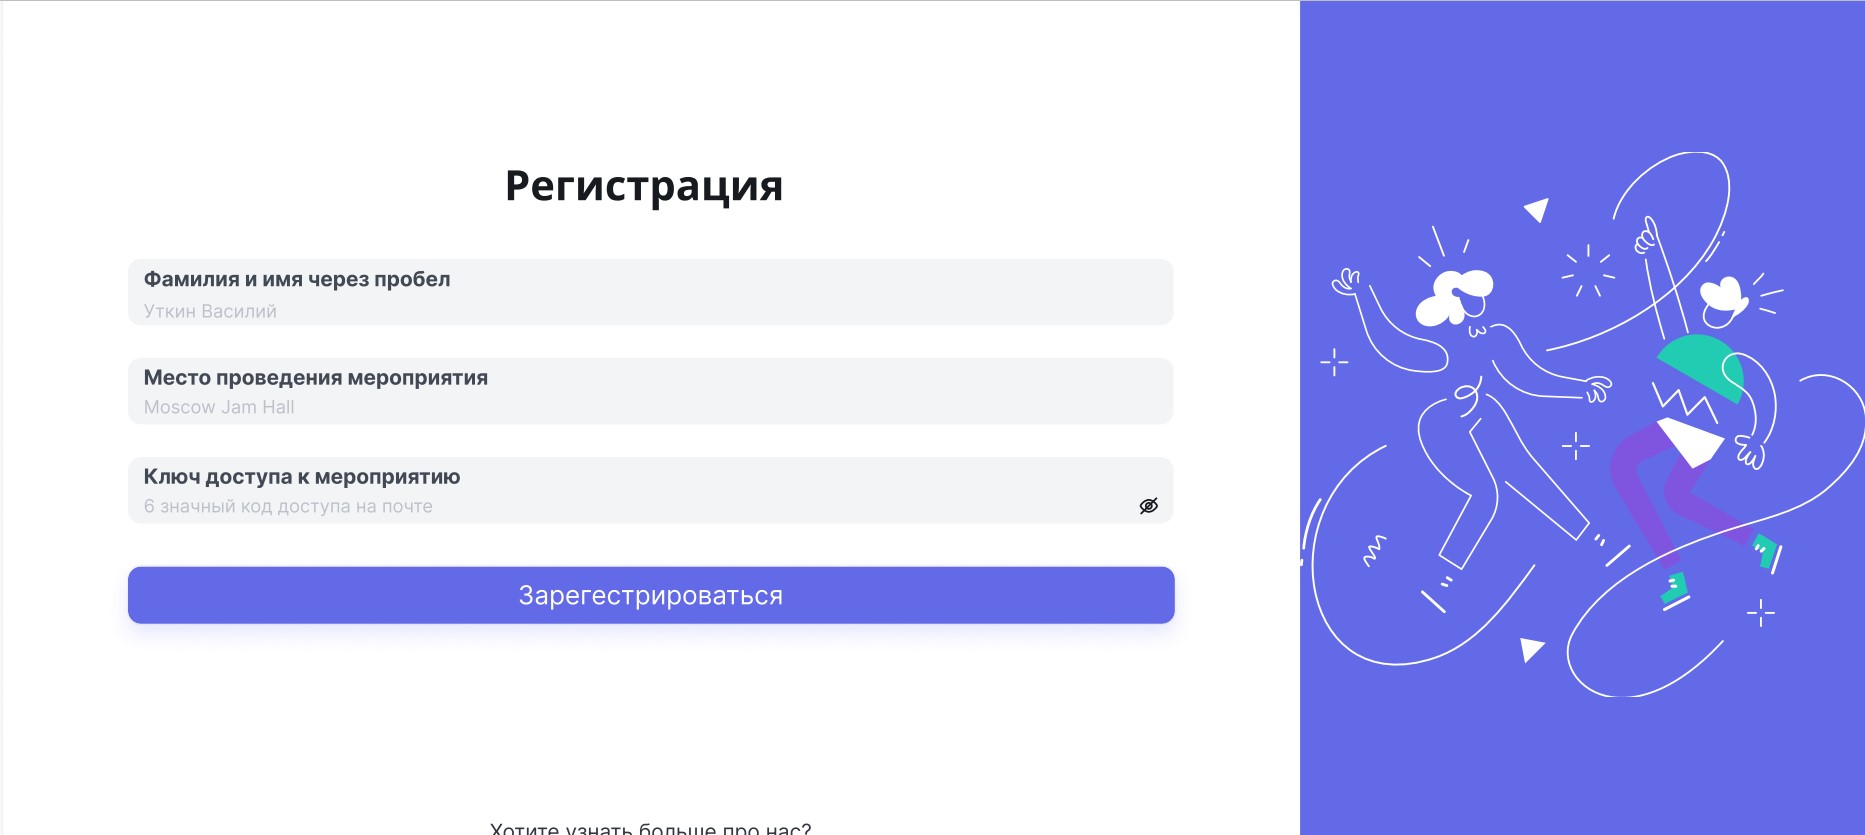 Регистрация
Фамилия и имя через пробел
Уткин Василий
Место проведения мероприятия
Moscow Jam Hall
Ключ доступа к мероприятию
6 значный код доступа на почте
Зарегестрироваться
Хотите узнать больше про нас?